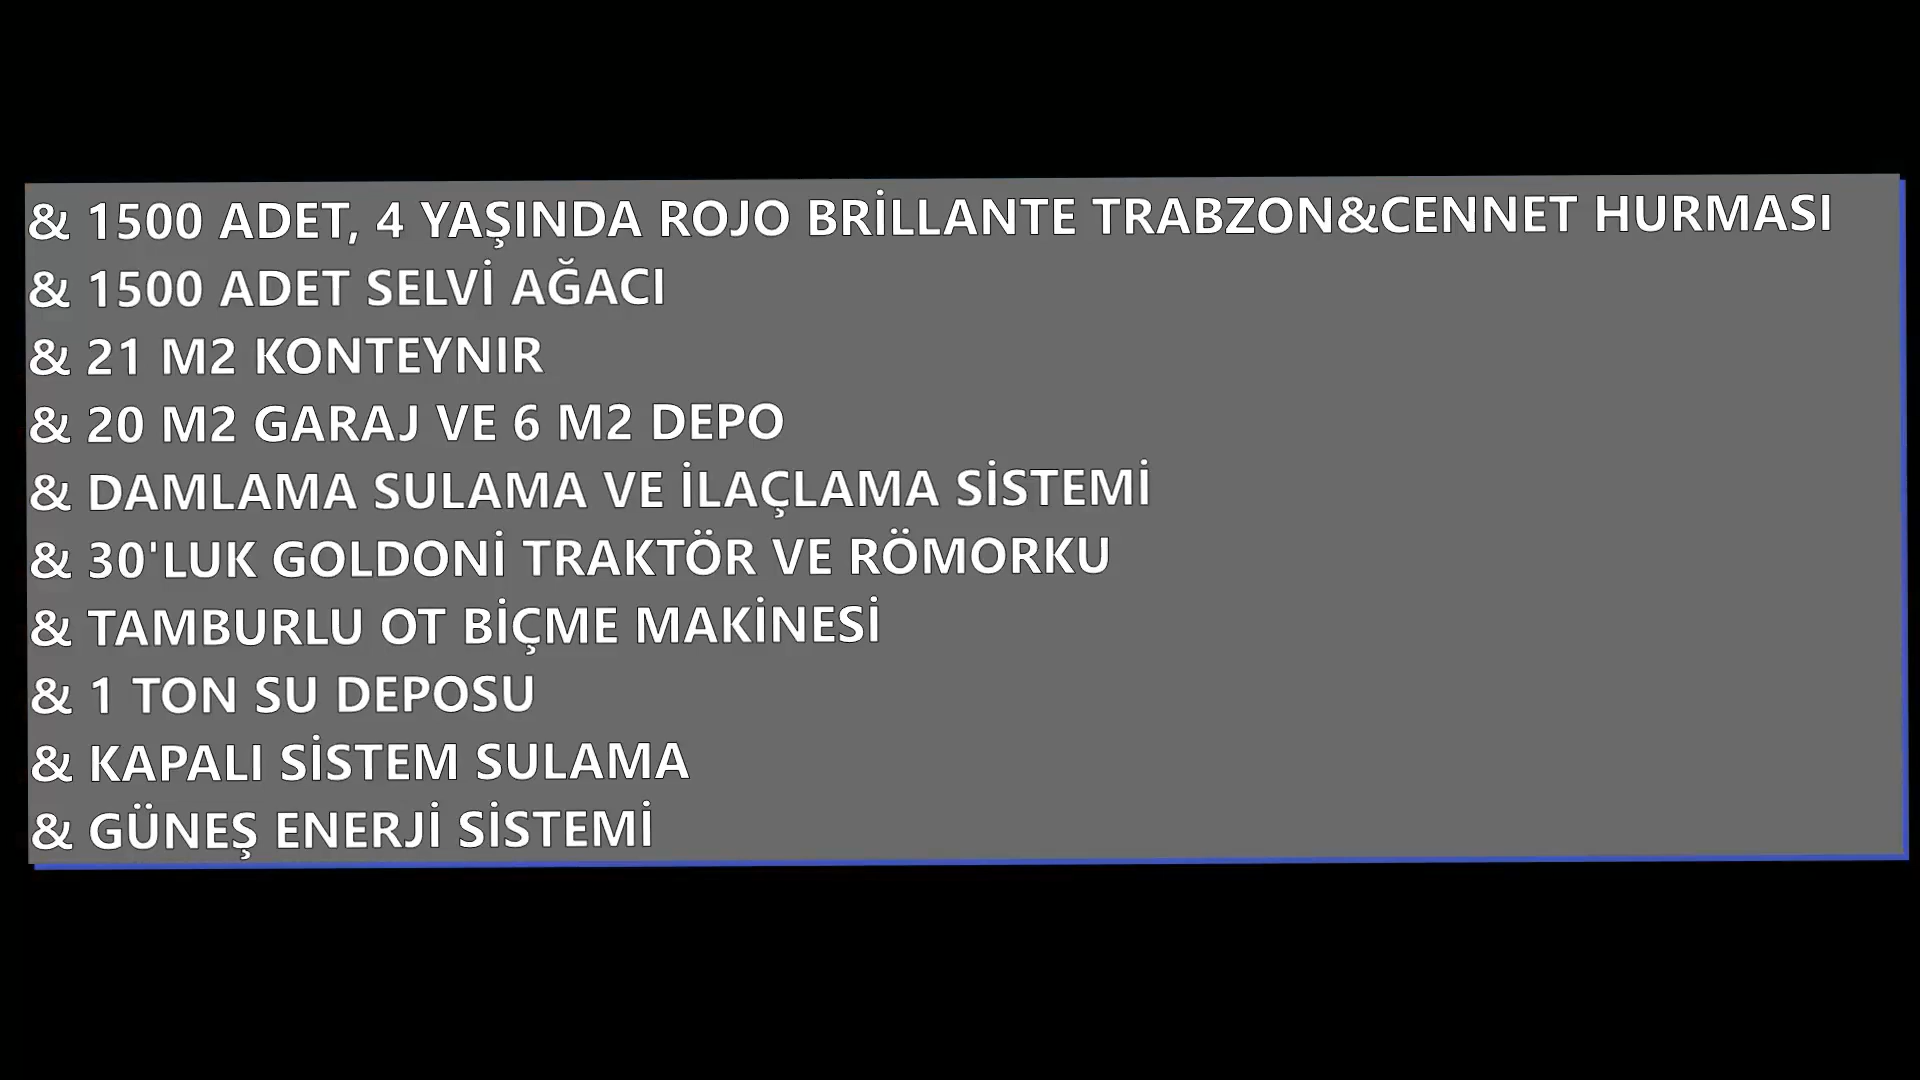 & 1500 ADET, 4 YAŞINDA ROJO BRİLLANTE TRABZON&CENNET HURMASI
& 1500 ADET SELVİ AĞACI
& 21 M2 KONTEYNIR
& 20 M2 GARAJ VE 6 M2 DEPO
& DAMLAMA SULAMA VE İLAÇLAMA SİSTEMİ
& 30'LUK GOLDONİ TRAKTÖR VE RÖMORKU
& TAMBURLU OT BİÇME MAKİNESİ
& 1 TON SU DEPOSU
& KAPALI SİSTEM SULAMA
& GÜNEŞ ENERJİ SİSTEMİ